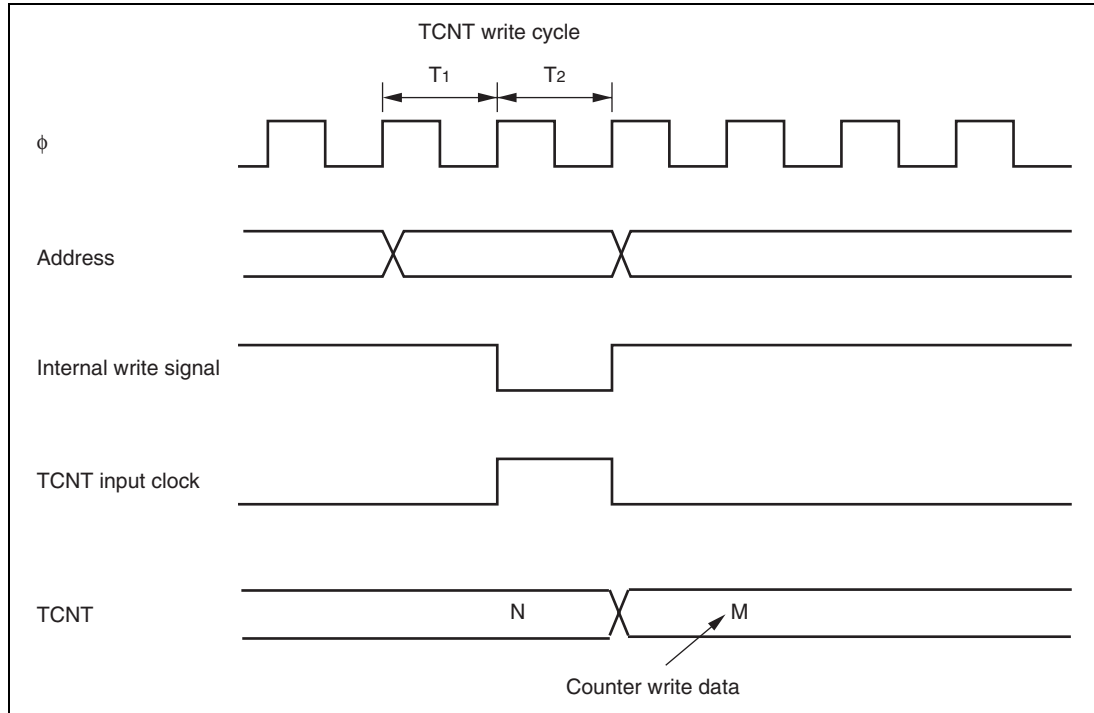 TCNT write cycle
T1 T2
ϕ
Address
Internal write signal
TCNT input clock
TCNT N M
Counter write data